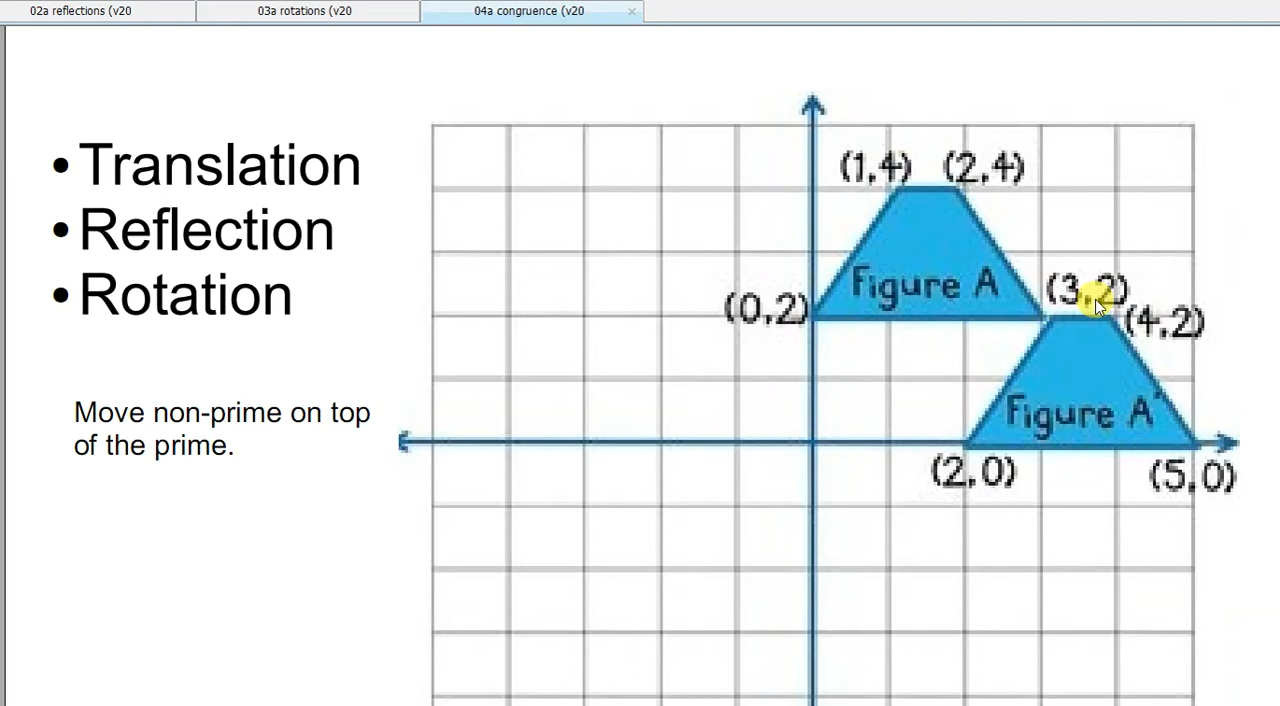 02a reflections (v20
03a rotations (v20
04a congruence (v20
• Translation
• Reflection
• Rotation
Move non-prime on top
of the prime.
(1,4) (2,4)
Figure A
(0,2)
(3,2)
(4,2)
Figure A'
(2,0)
(5,0)